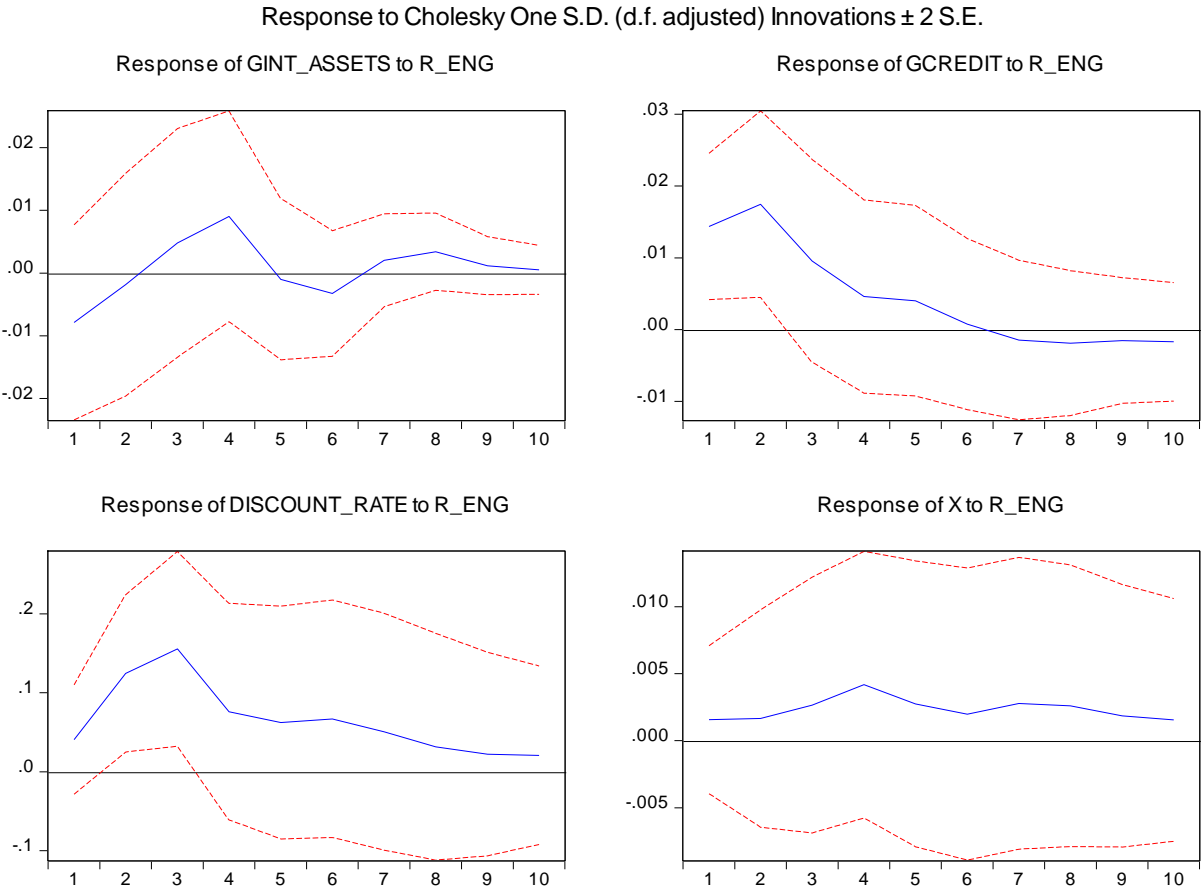 Response to Cholesky One S.D. (d.f. adjusted) Innovations ± 2 S.E.
Response of GINT_ASSETS to R_ENG
.02
.01
.00
-.01
-.02
1 2 3 4 5 6 7 8 9 10
Response of GCREDIT to R_ENG
.03
.02
.01
.00
-.01
1 2 3 4 5 6 7 8 9 10
Response of DISCOUNT_RATE to R_ENG
.2
.1
.0
-.1
1 2 3 4 5 6 7 8 9 10
Response of X to R_ENG
.010
.005
.000
-.005
1 2 3 4 5 6 7 8 9 10